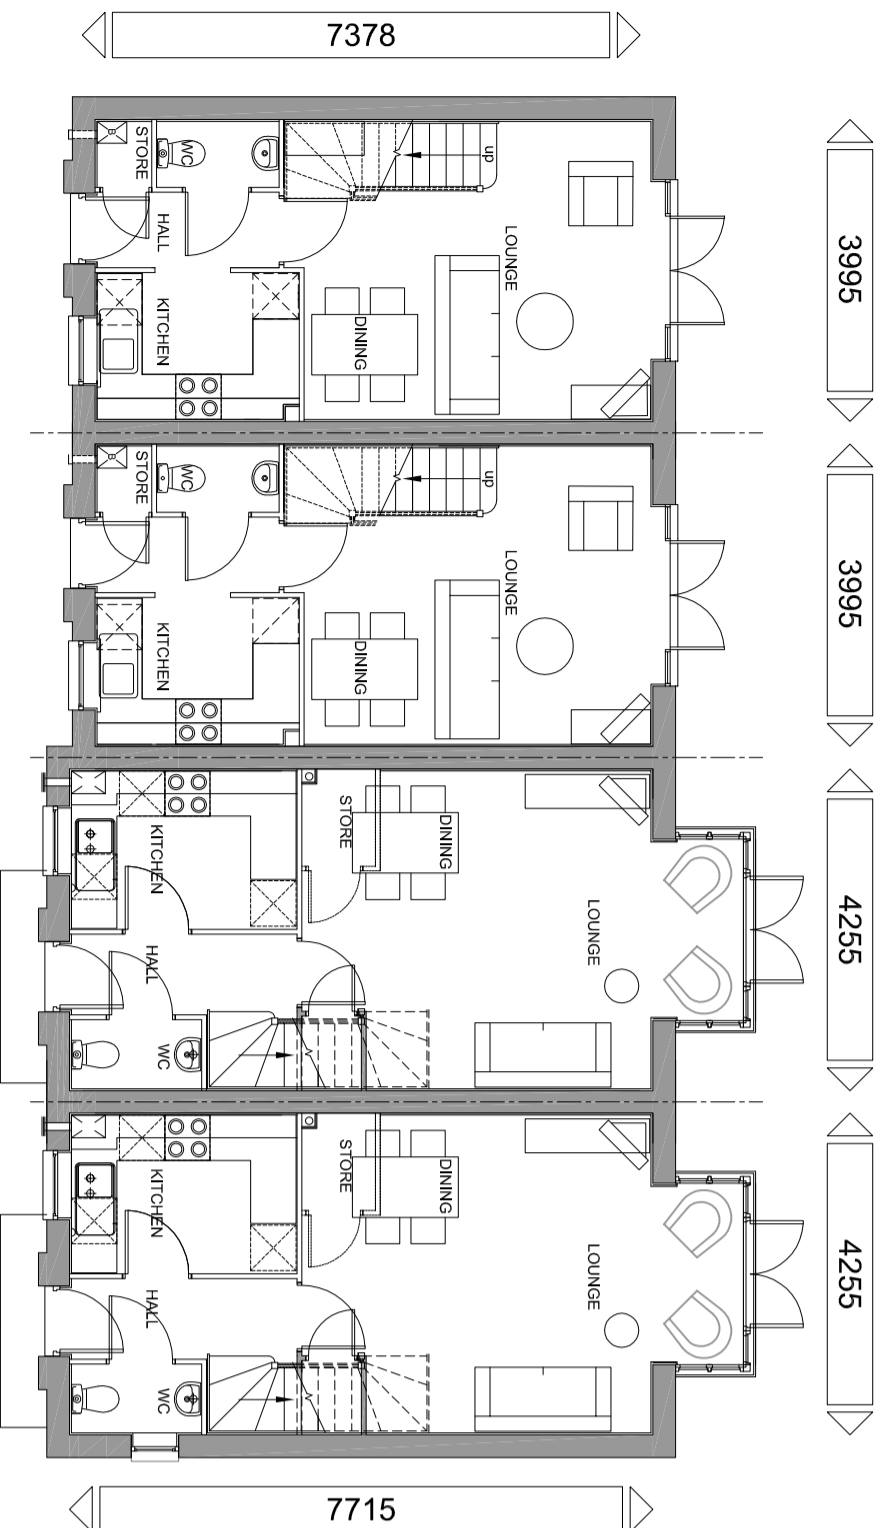 7378
3995
STORE
WC
up
HALL
LOUNGE
KITCHEN
DINING
3995
STORE
WC
up
LOUNGE
KITCHEN
DINING
4255
STORE
DINING
KITCHEN
LOUNGE
HALL
WC
4255
STORE
DINING
KITCHEN
LOUNGE
HALL
WC
7715